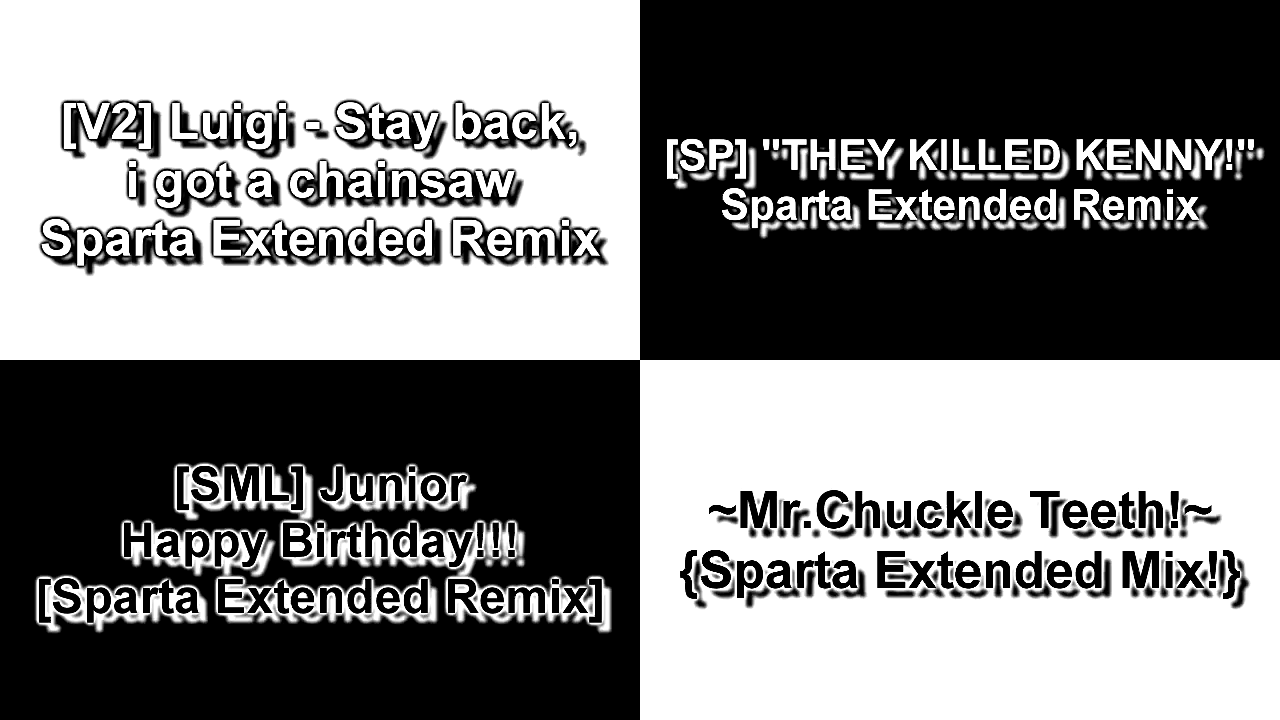 [V2] Luigi - Stay back,
i got a chainsaw
Sparta Extended Remix
[SP] "THEY KILLED KENNY!"
Sparta Extended Remix
[SML] Junior
Happy Birthday!!!
[Sparta Extended Remix]
~Mr.Chuckle Teeth!~
{Sparta Extended Mix!}